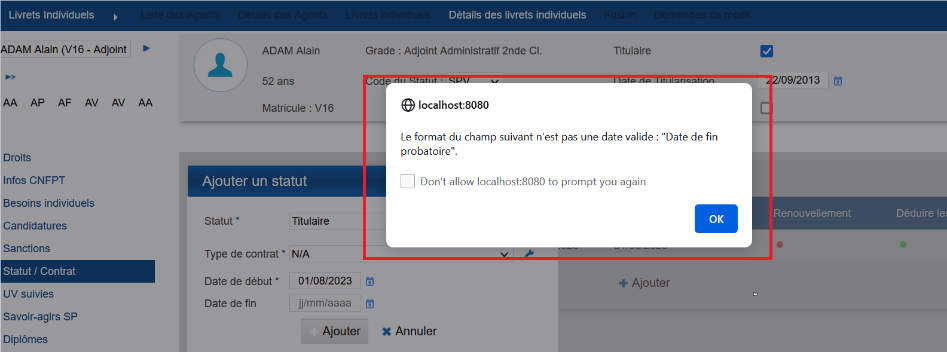 Livrets Individuels
Liste des Agents Détails des Agents Livrets individuels Détails des livrets individuels Fusion Demandes de modif
ADAM Alain (V16 - Adjoint
AA AP AF AV AV AA
ADAM Alain Grade : Adjoint Administratif 2nde Cl. Titulaire
52 ans Code du Statut : SPV Date de Titularisation 22/09/2013
Matricule : V16
localhost:8080
Le format du champ suivant n'est pas une date valide : "Date de fin
probatoire".
Don't allow localhost:8080 to prompt you again
OK
Droits
Infos CNFPT
Besoins individuels
Candidatures
Sanctions
Statut / Contrat
UV suivies
Savoir-agirs SP
Diplômes
Ajouter un statut
Statut * Titulaire
Type de contrat * N/A
Date de début * 01/08/2023
Date de fin jj/mm/aaaa
Ajouter Annuler
Renouvellement Déduire les
Ajouter